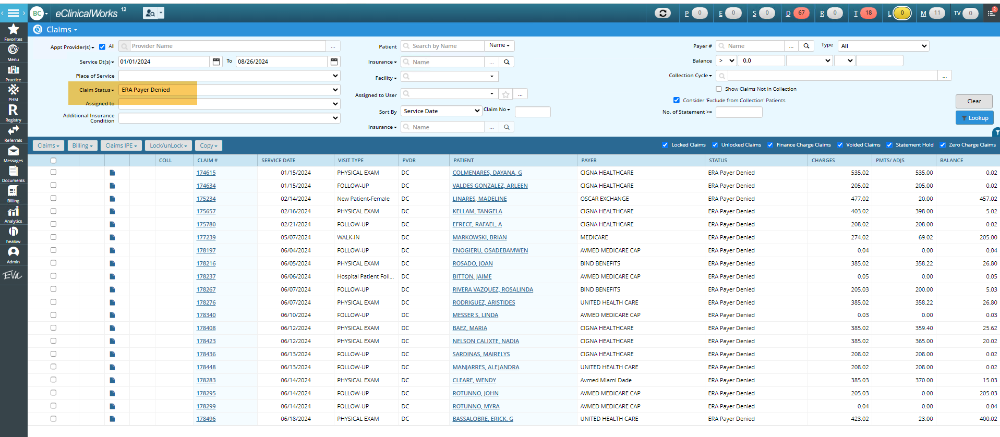 BC eClinicalWorks 12 P 0 E 0 S 0 D 67 R 0 T 18 L 0 M 11 TV 0 2
Favorites
Menu
Practice
PHM
Registry
Referrals
Messages
Documents
Billing
Analytics
healow
Admin
EVA
Claims
Appt Provider(s) All Provider Name ... Patient Search by Name Name Payer # Name ... Type All
Service Dt(s) 01/01/2024 To 08/26/2024 Insurance Name ... Balance > 0.0
Place of Service Facility Collection Cycle ...
Claim Status ERA Payer Denied Assigned to User ... Show Claims Not in Collection
Assigned to Consider 'Exclude from Collection' Patients Clear
Additional Insurance Condition Sort By Service Date Claim No No. of Statement >= Lookup
Insurance Name ...
Claims Billing Claims IPE Lock/unLock Copy Locked Claims Unlocked Claims Finance Charge Claims Voided Claims Statement Hold Zero Charge Claims
COLL CLAIM # SERVICE DATE VISIT TYPE PVDR PATIENT PAYER STATUS CHARGES PMTS/ ADJS BALANCE
174615 01/15/2024 PHYSICAL EXAM DC COLMENARES, DAYANA, G CIGNA HEALTHCARE ERA Payer Denied 535.02 535.00 0.02
174634 01/15/2024 FOLLOW-UP DC VALDES GONZALEZ, ARLEEN CIGNA HEALTHCARE ERA Payer Denied 205.02 205.00 0.02
175234 02/14/2024 New Patient-Female DC LINARES, MADELINE OSCAR EXCHANGE ERA Payer Denied 477.02 20.00 457.02
175657 02/16/2024 PHYSICAL EXAM DC KELLAM, TANGELA CIGNA HEALTHCARE ERA Payer Denied 403.02 398.00 5.02
175780 02/21/2024 FOLLOW-UP DC EFRECE, RAFAEL, A CIGNA HEALTHCARE ERA Payer Denied 208.02 208.00 0.02
177239 05/07/2024 WALK-IN DC MARKOWSKI, BRIAN MEDICARE ERA Payer Denied 274.02 69.02 205.00
178197 06/04/2024 FOLLOW-UP DC ENOGIERU, OSADEBAMWEN AVMED MEDICARE CAP ERA Payer Denied 0.04 0.00 0.04
178216 06/05/2024 PHYSICAL EXAM DC ROSADO, JOAN BIND BENEFITS ERA Payer Denied 385.02 358.22 26.80
178237 06/06/2024 Hospital Patient Foll... DC BITTON, JAIME AVMED MEDICARE CAP ERA Payer Denied 0.05 0.00 0.05
178267 06/07/2024 FOLLOW-UP DC RIVERA VAZQUEZ, ROSALINDA BIND BENEFITS ERA Payer Denied 205.03 200.00 5.03
178276 06/07/2024 PHYSICAL EXAM DC RODRIGUEZ, ARISTIDES UNITED HEALTH CARE ERA Payer Denied 385.02 358.22 26.80
178340 06/10/2024 FOLLOW-UP DC MESSER S, LINDA AVMED MEDICARE CAP ERA Payer Denied 0.03 0.00 0.03
178408 06/12/2024 PHYSICAL EXAM DC BAEZ, MARIA CIGNA HEALTHCARE ERA Payer Denied 385.02 359.40 25.62
178423 06/12/2024 PHYSICAL EXAM DC NELSON CALIXTE, NADIA CIGNA HEALTHCARE ERA Payer Denied 385.02 365.00 20.02
178436 06/13/2024 FOLLOW-UP DC SARDINAS, MAIRELYS CIGNA HEALTHCARE ERA Payer Denied 208.02 208.00 0.02
178448 06/13/2024 FOLLOW-UP DC MANJARRES, ALEJANDRA UNITED HEALTH CARE ERA Payer Denied 208.02 208.00 0.02
178283 06/14/2024 PHYSICAL EXAM DC CLEARE, WENDY Avmed Miami Dade ERA Payer Denied 385.03 370.00 15.03
178295 06/14/2024 FOLLOW-UP DC ROTUNNO, JOHN AVMED MEDICARE CAP ERA Payer Denied 205.03 0.00 205.03
178299 06/14/2024 FOLLOW-UP DC ROTUNNO, MYRA AVMED MEDICARE CAP ERA Payer Denied 0.04 0.00 0.04
178496 06/18/2024 PHYSICAL EXAM DC BASSALOBRE, ERICK, G UNITED HEALTH CARE ERA Payer Denied 423.02 23.00 400.02